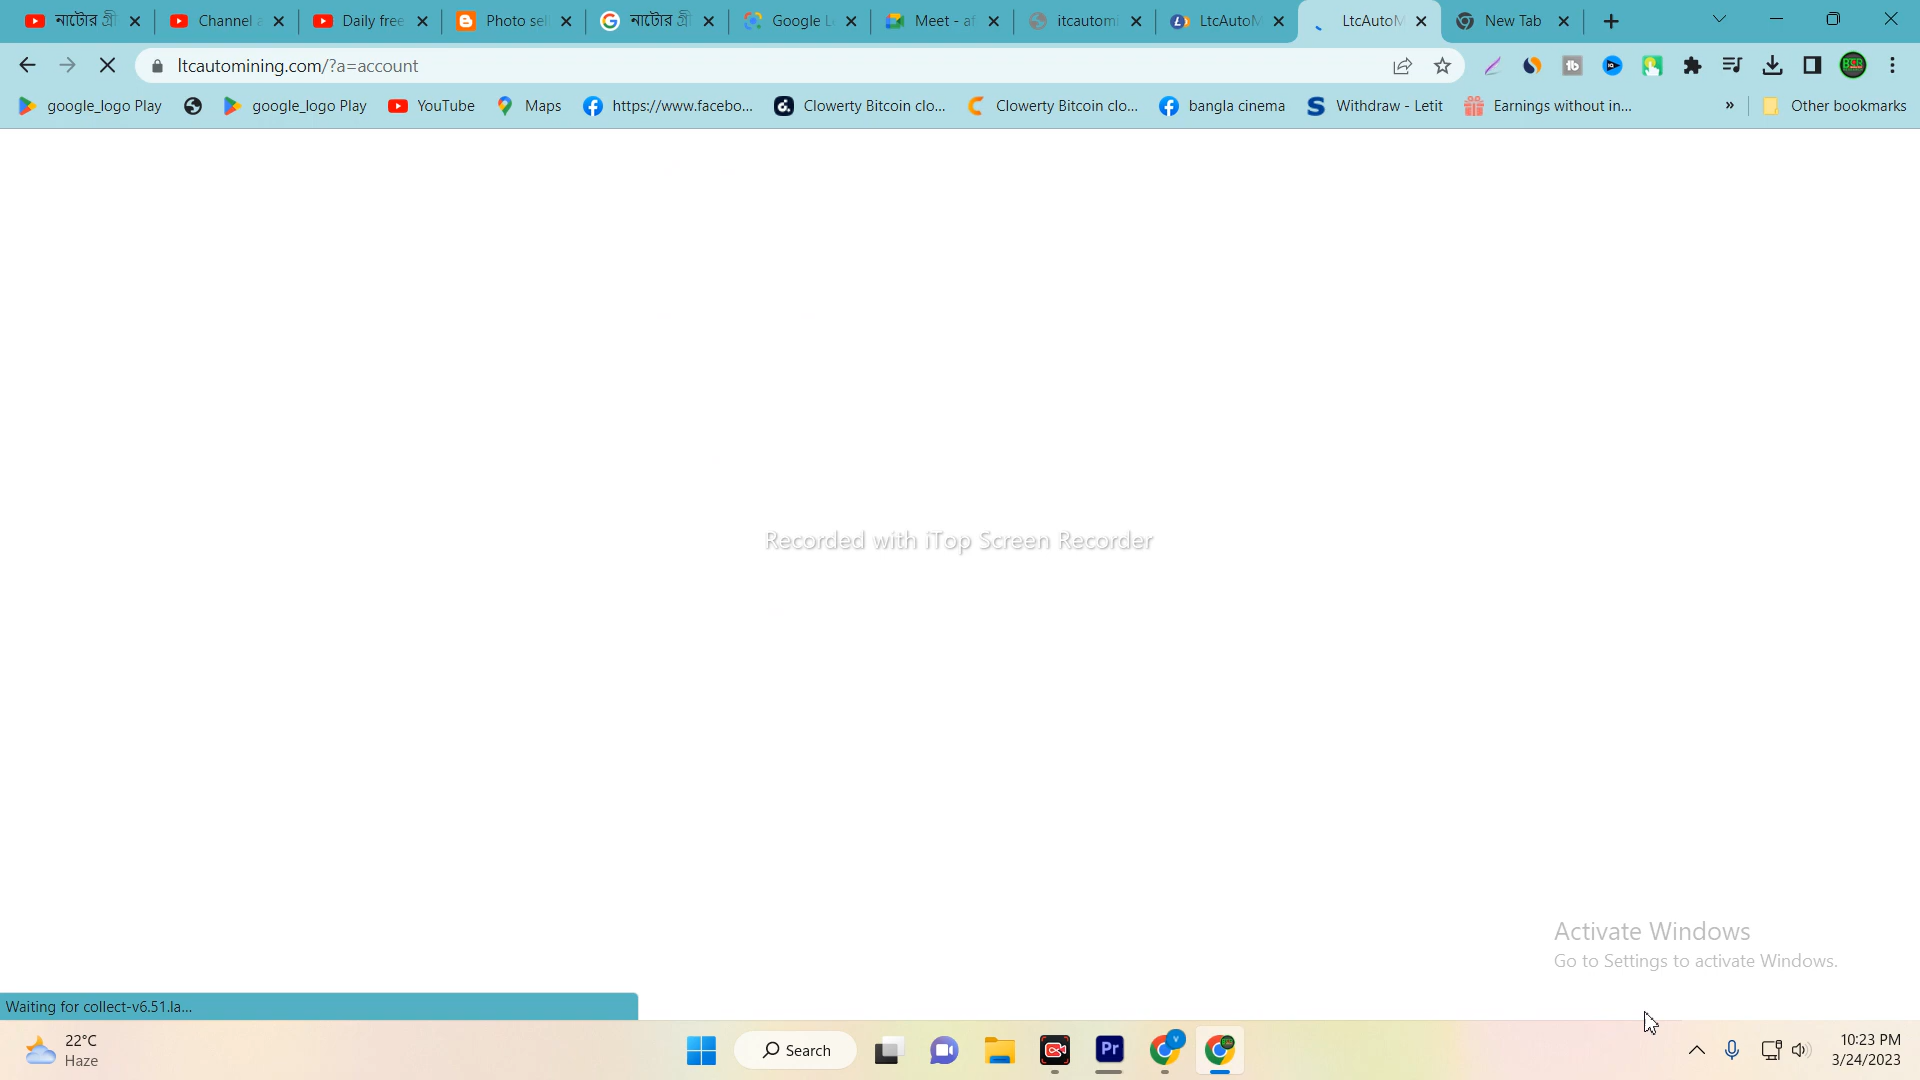 নাটোর গ্রী
Channel a
Daily free
Photo sel
নাটোর গ্রী
Google Le
Meet - af
itcautomi
LtcAutoM
LtcAutoM
New Tab
ltcautomining.com/?a=account
google_logo Play
google_logo Play
YouTube
Maps
https://www.facebo...
Clowerty Bitcoin clo...
Clowerty Bitcoin clo...
bangla cinema
Withdraw - Letit
Earnings without in...
»
Other bookmarks
Recorded with iTop Screen Recorder
Activate Windows
Go to Settings to activate Windows.
Waiting for collect-v6.51.la...
22°C
Haze
Search
Pr
10:23 PM
3/24/2023